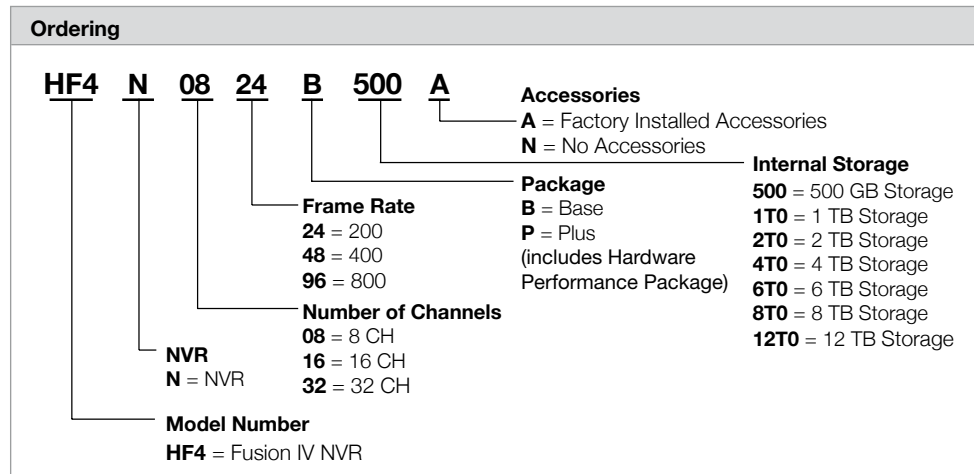 Ordering
HF4 N 08 24 B 500 A
Accessories
A = Factory Installed Accessories
N = No Accessories
Internal Storage
500 = 500 GB Storage
1T0 = 1 TB Storage
2T0 = 2 TB Storage
4T0 = 4 TB Storage
6T0 = 6 TB Storage
8T0 = 8 TB Storage
12T0 = 12 TB Storage
Package
B = Base
P = Plus
(includes Hardware
Performance Package)
Frame Rate
24 = 200
48 = 400
96 = 800
Number of Channels
08 = 8 CH
16 = 16 CH
32 = 32 CH
NVR
N = NVR
Model Number
HF4 = Fusion IV NVR